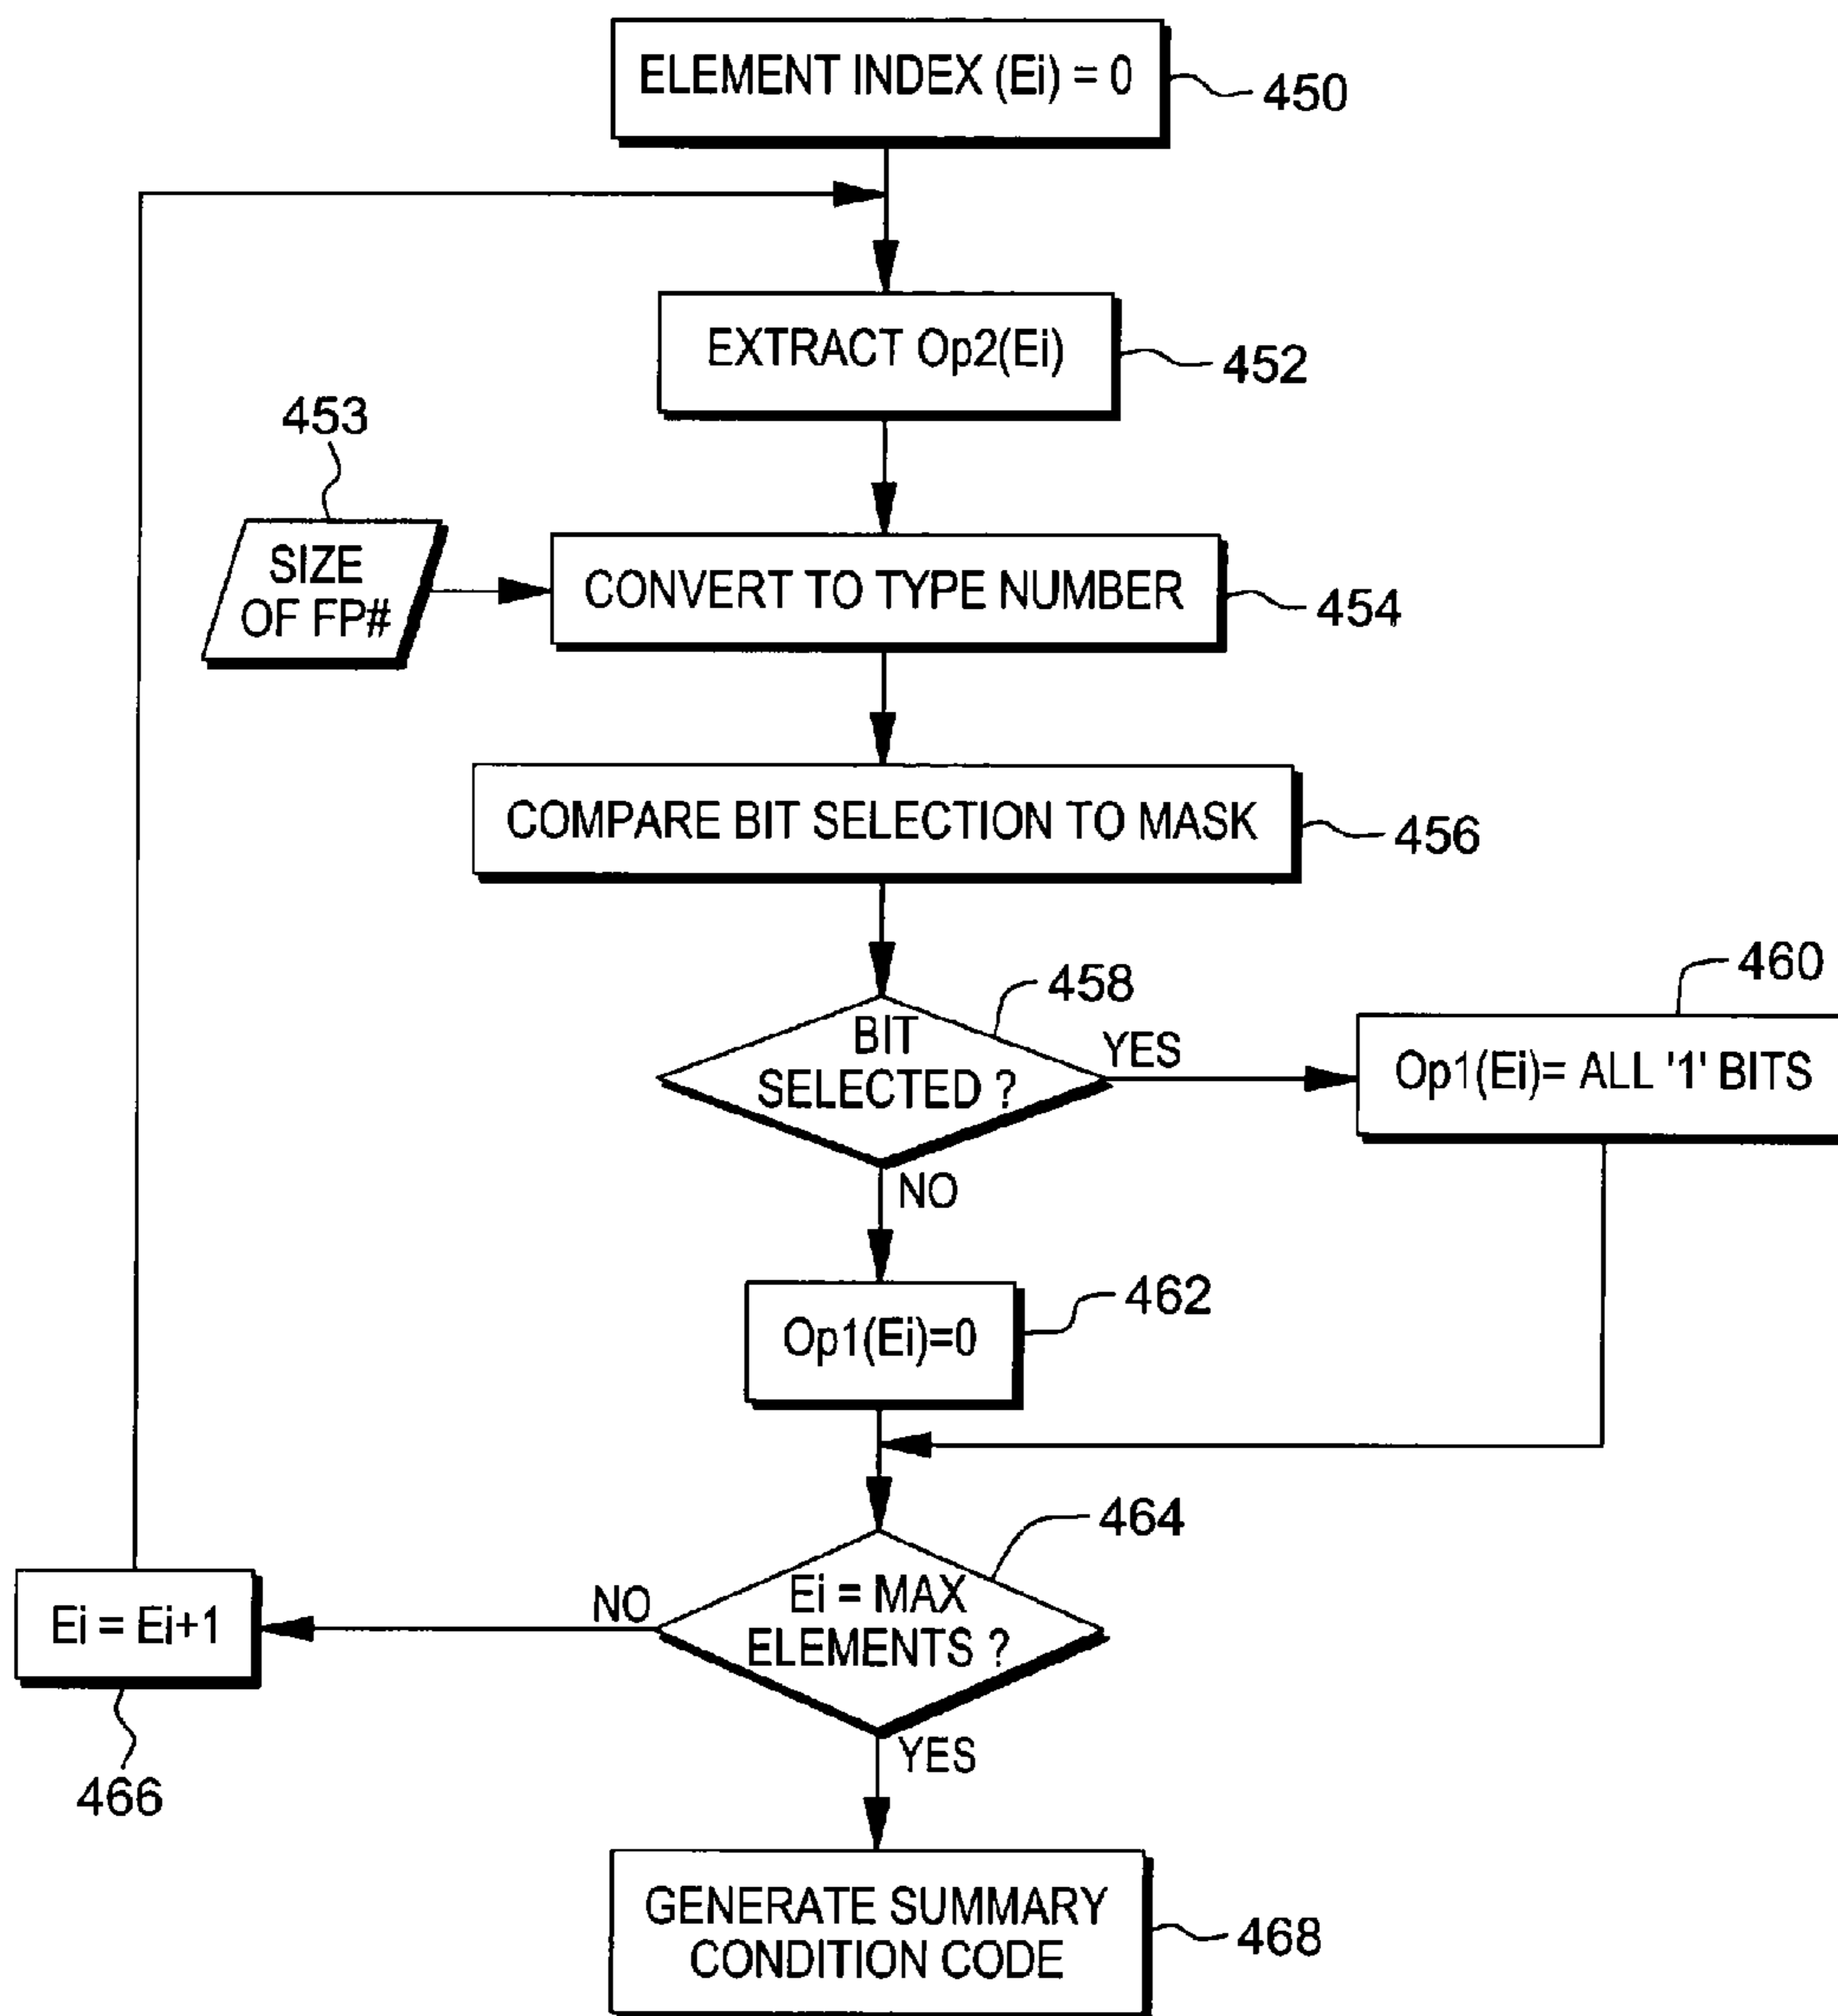 ELEMENT INDEX (Ei) = 0
450
EXTRACT Op2(Ei)
452
453
SIZE
OF FP#
CONVERT TO TYPE NUMBER
454
COMPARE BIT SELECTION TO MASK
456
458
BIT
SELECTED ?
YES
460
Op1(Ei)= ALL '1' BITS
NO
462
Op1(Ei)=0
464
Ei = MAX
ELEMENTS ?
NO
Ei = Ei+1
466
YES
GENERATE SUMMARY
CONDITION CODE
468